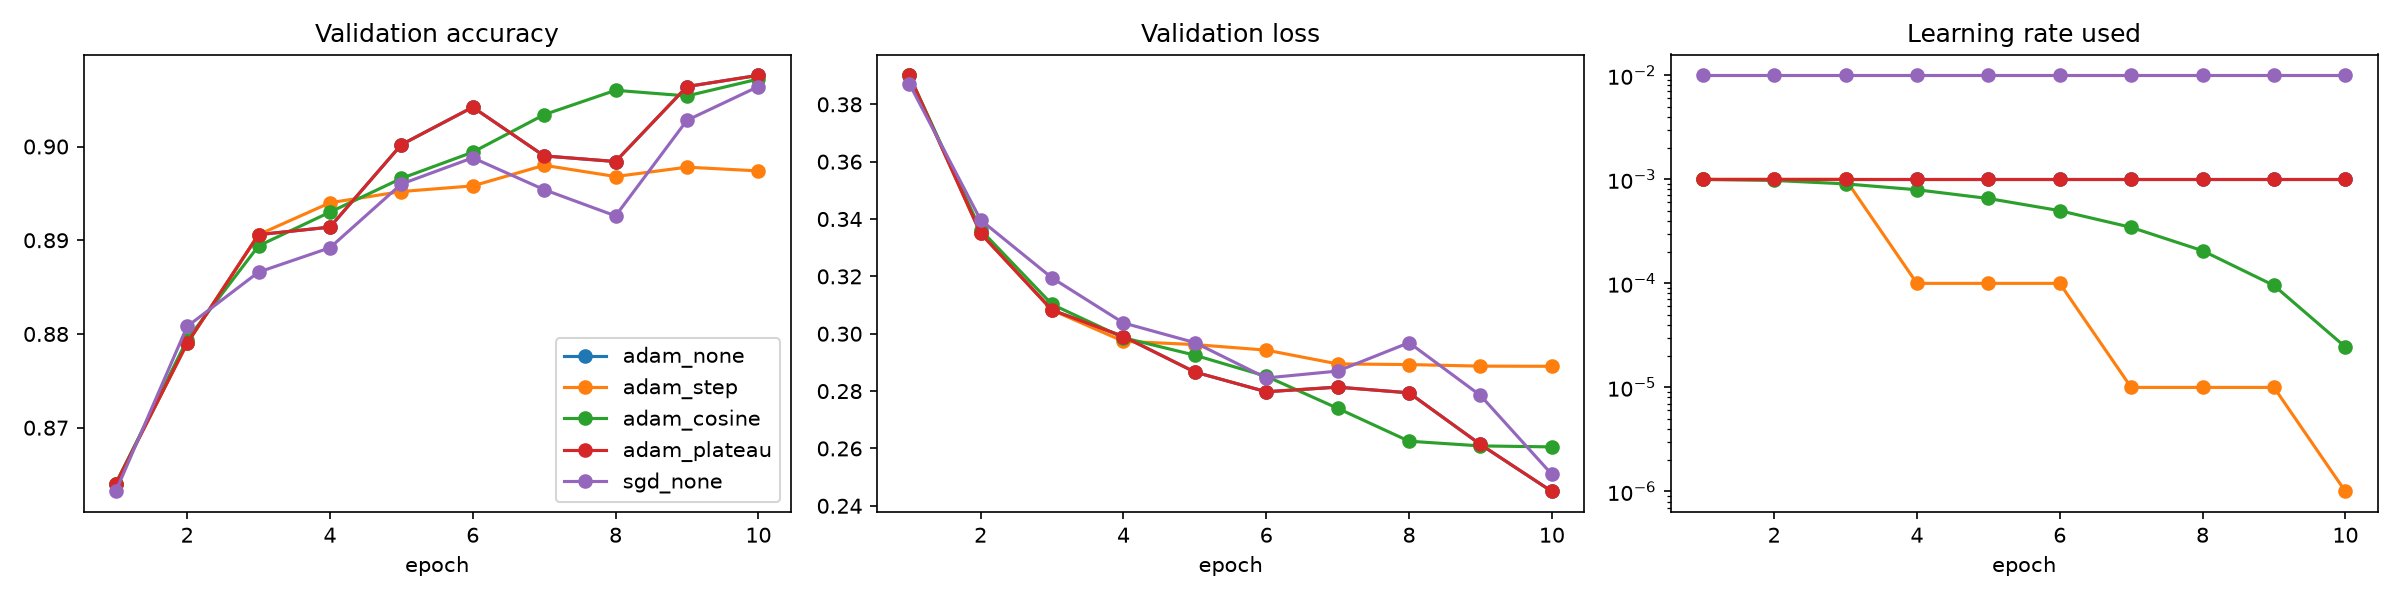 Validation accuracy
0.90
0.89
0.88
0.87
2 4 6 8 10
epoch
adam_none
adam_step
adam_cosine
adam_plateau
sgd_none
Validation loss
0.38
0.36
0.34
0.32
0.30
0.28
0.26
0.24
2 4 6 8 10
epoch
Learning rate used
10⁻²
10⁻³
10⁻⁴
10⁻⁵
10⁻⁶
2 4 6 8 10
epoch